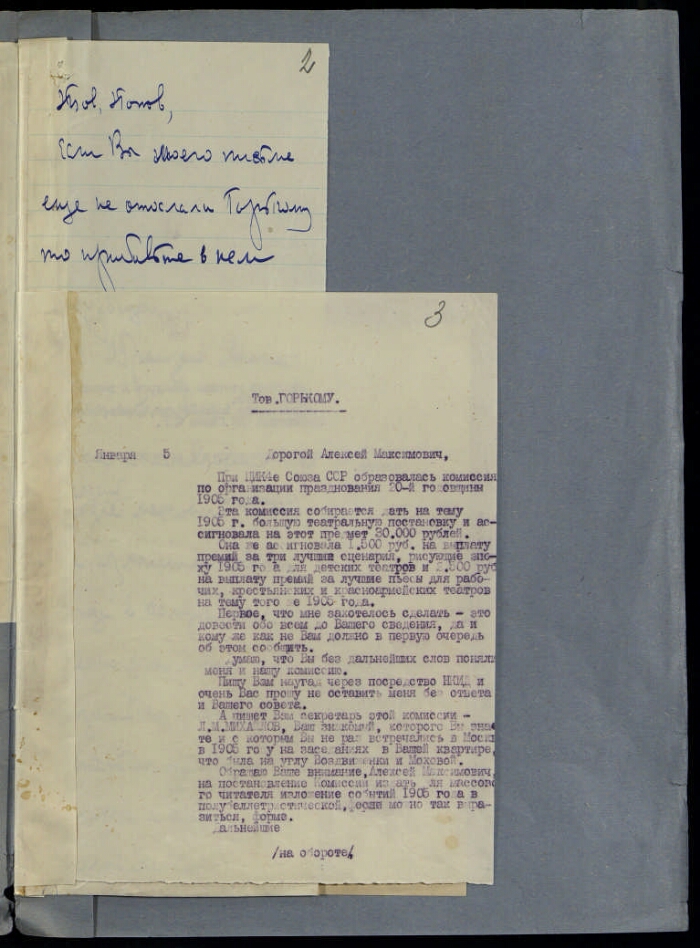 2
Тов. Попов,
Если Вы моего письма
еще не отослали Горькому
то прибавьте в нем
3
Тов. ГОРЬКОМУ.
Января 5 Дорогой Алексей Максимович,
При ЦИК'е Союза ССР образовалась комиссия
по организации празднования 20-й годовщины
1905 года.
Эта комиссия собирается дать на тему
1905 г. большую театральную постановку и ас-
сигновала на этот предмет 30.000 рублей.
Она же ассигновала 1.500 руб. на выплату
премий за три лучших сценария, рисующие эпо-
ху 1905 года для детских театров и 2.500 руб
на выплату премий за лучшие пьесы для рабо-
чих, крестьянских и красноармейских театров
на тему того же 1905 года.
Первое, что мне захотелось сделать - это
довести обо всем до Вашего сведения, да и
кому же как не Вам должно в первую очередь
об этом сообщить.
Думаю, что Вы без дальнейших слов поняли
меня и нашу комиссию.
Пишу Вам наугад через посредство НКИД и
очень Вас прошу не оставить меня без ответа
и Вашего совета.
А пишет Вам секретарь этой комиссии -
Л.М. МИХАЙЛОВ, Ваш знакомый, которого Вы знае
те и с которым Вы не раз встречались в Москв
в 1905 году на заседаниях в Вашей квартире,
что была на углу Воздвиженки и Моховой.
Обращаю Ваше внимание, Алексей Максимович,
на постановление Комиссии издать для массово
го читателя изложение событий 1905 года в
полубеллетристической, если можно так выра-
зиться, форме.
Дальнейшие
/на обороте/